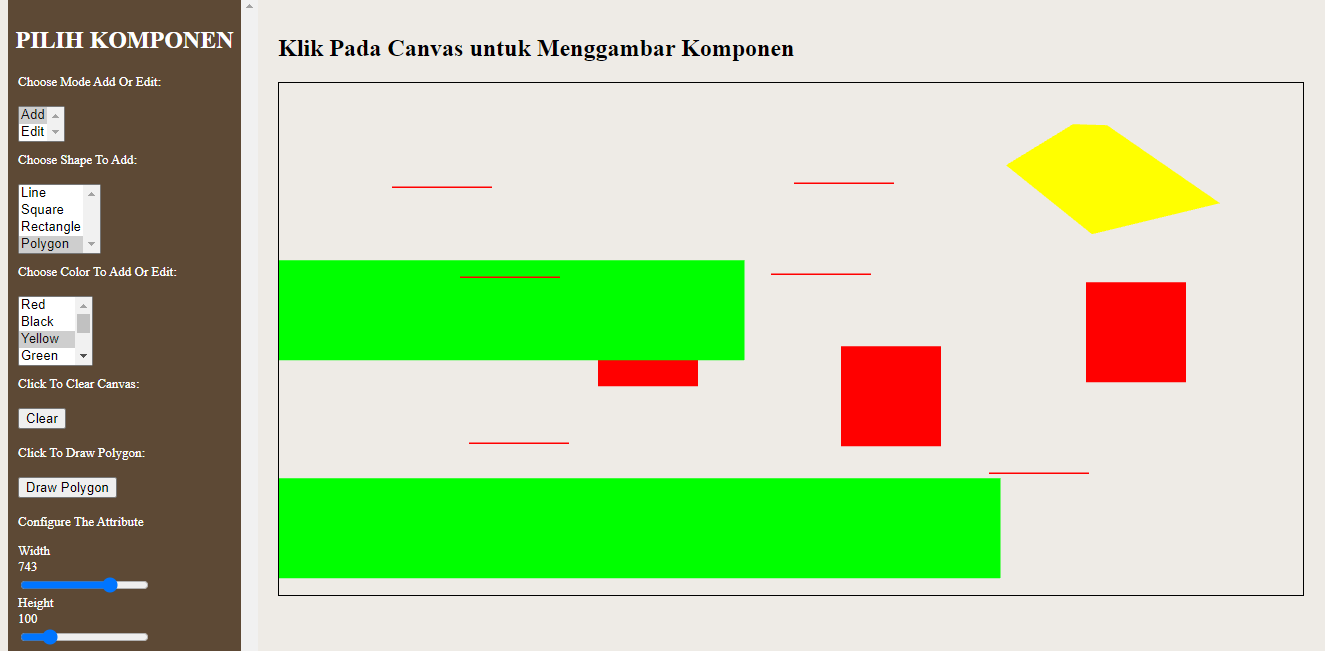 PILIH KOMPONEN
Choose Mode Add Or Edit:
Add
Edit
Choose Shape To Add:
Line
Square
Rectangle
Polygon
Choose Color To Add Or Edit:
Red
Black
Yellow
Green
Click To Clear Canvas:
Clear
Click To Draw Polygon:
Draw Polygon
Configure The Attribute
Width
743
Height
100
Klik Pada Canvas untuk Menggambar Komponen